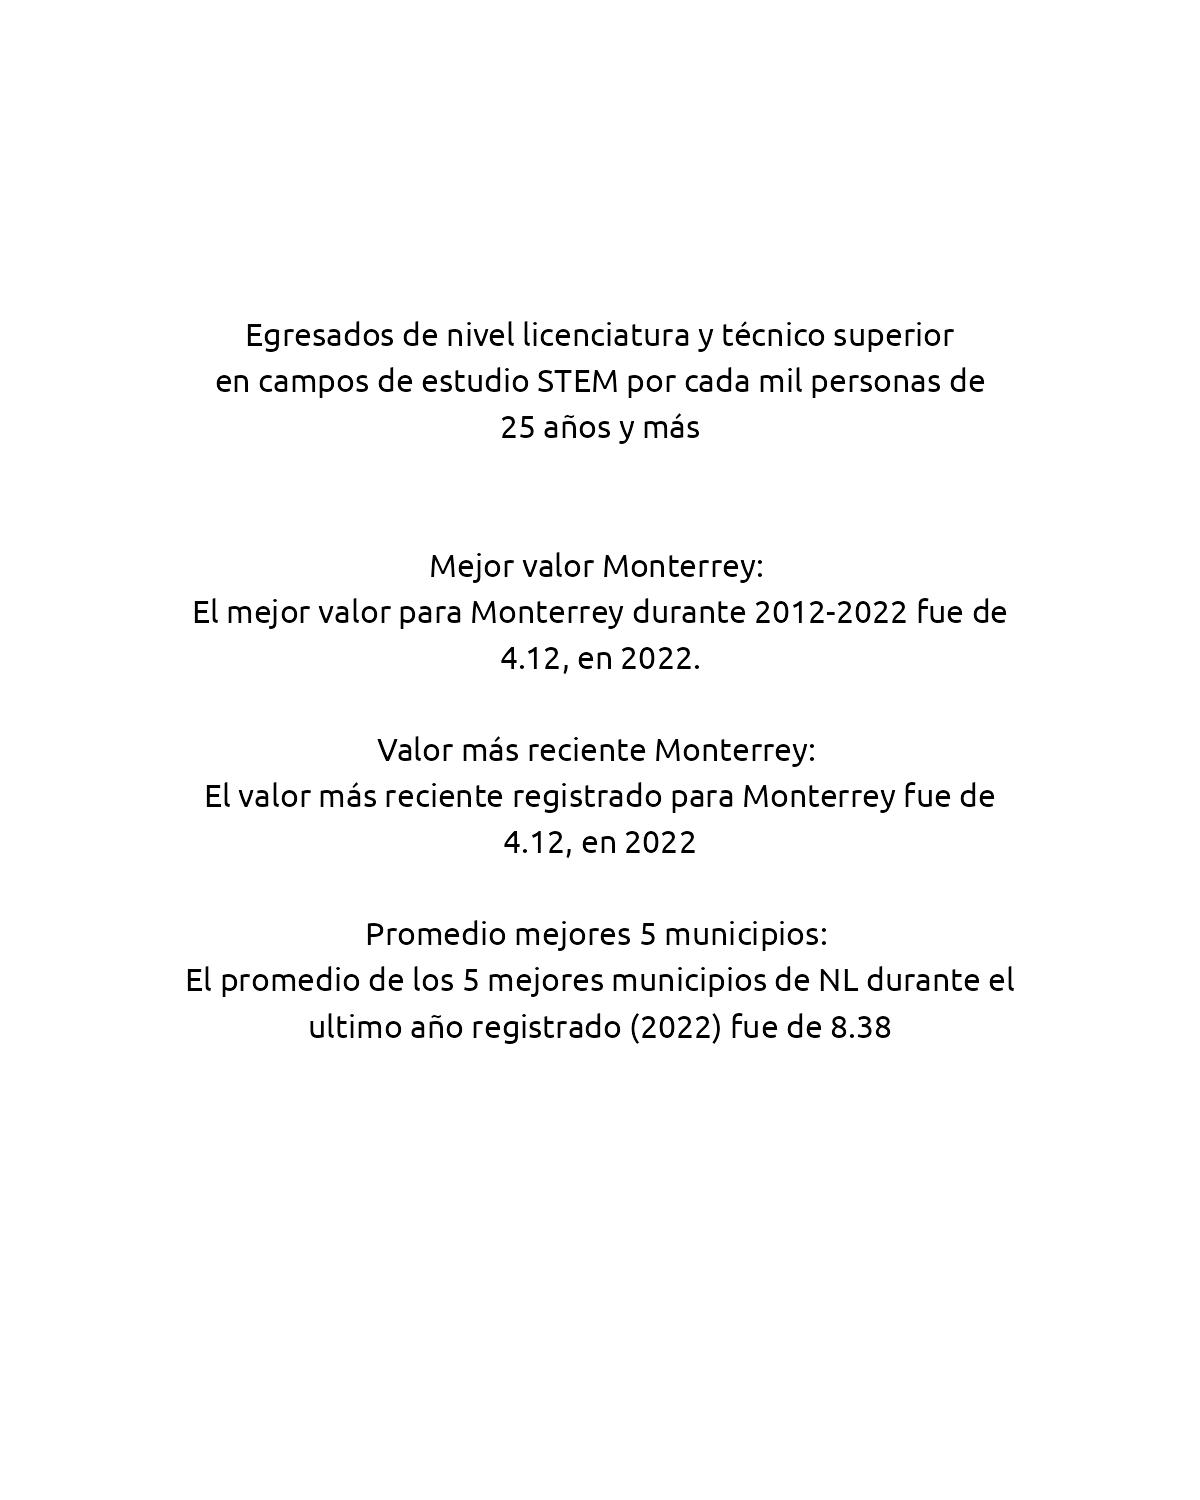 Egresados de nivel licenciatura y técnico superior
en campos de estudio STEM por cada mil personas de
25 años y más
Mejor valor Monterrey:
El mejor valor para Monterrey durante 2012-2022 fue de
4.12, en 2022.
Valor más reciente Monterrey:
El valor más reciente registrado para Monterrey fue de
4.12, en 2022
Promedio mejores 5 municipios:
El promedio de los 5 mejores municipios de NL durante el
ultimo año registrado (2022) fue de 8.38